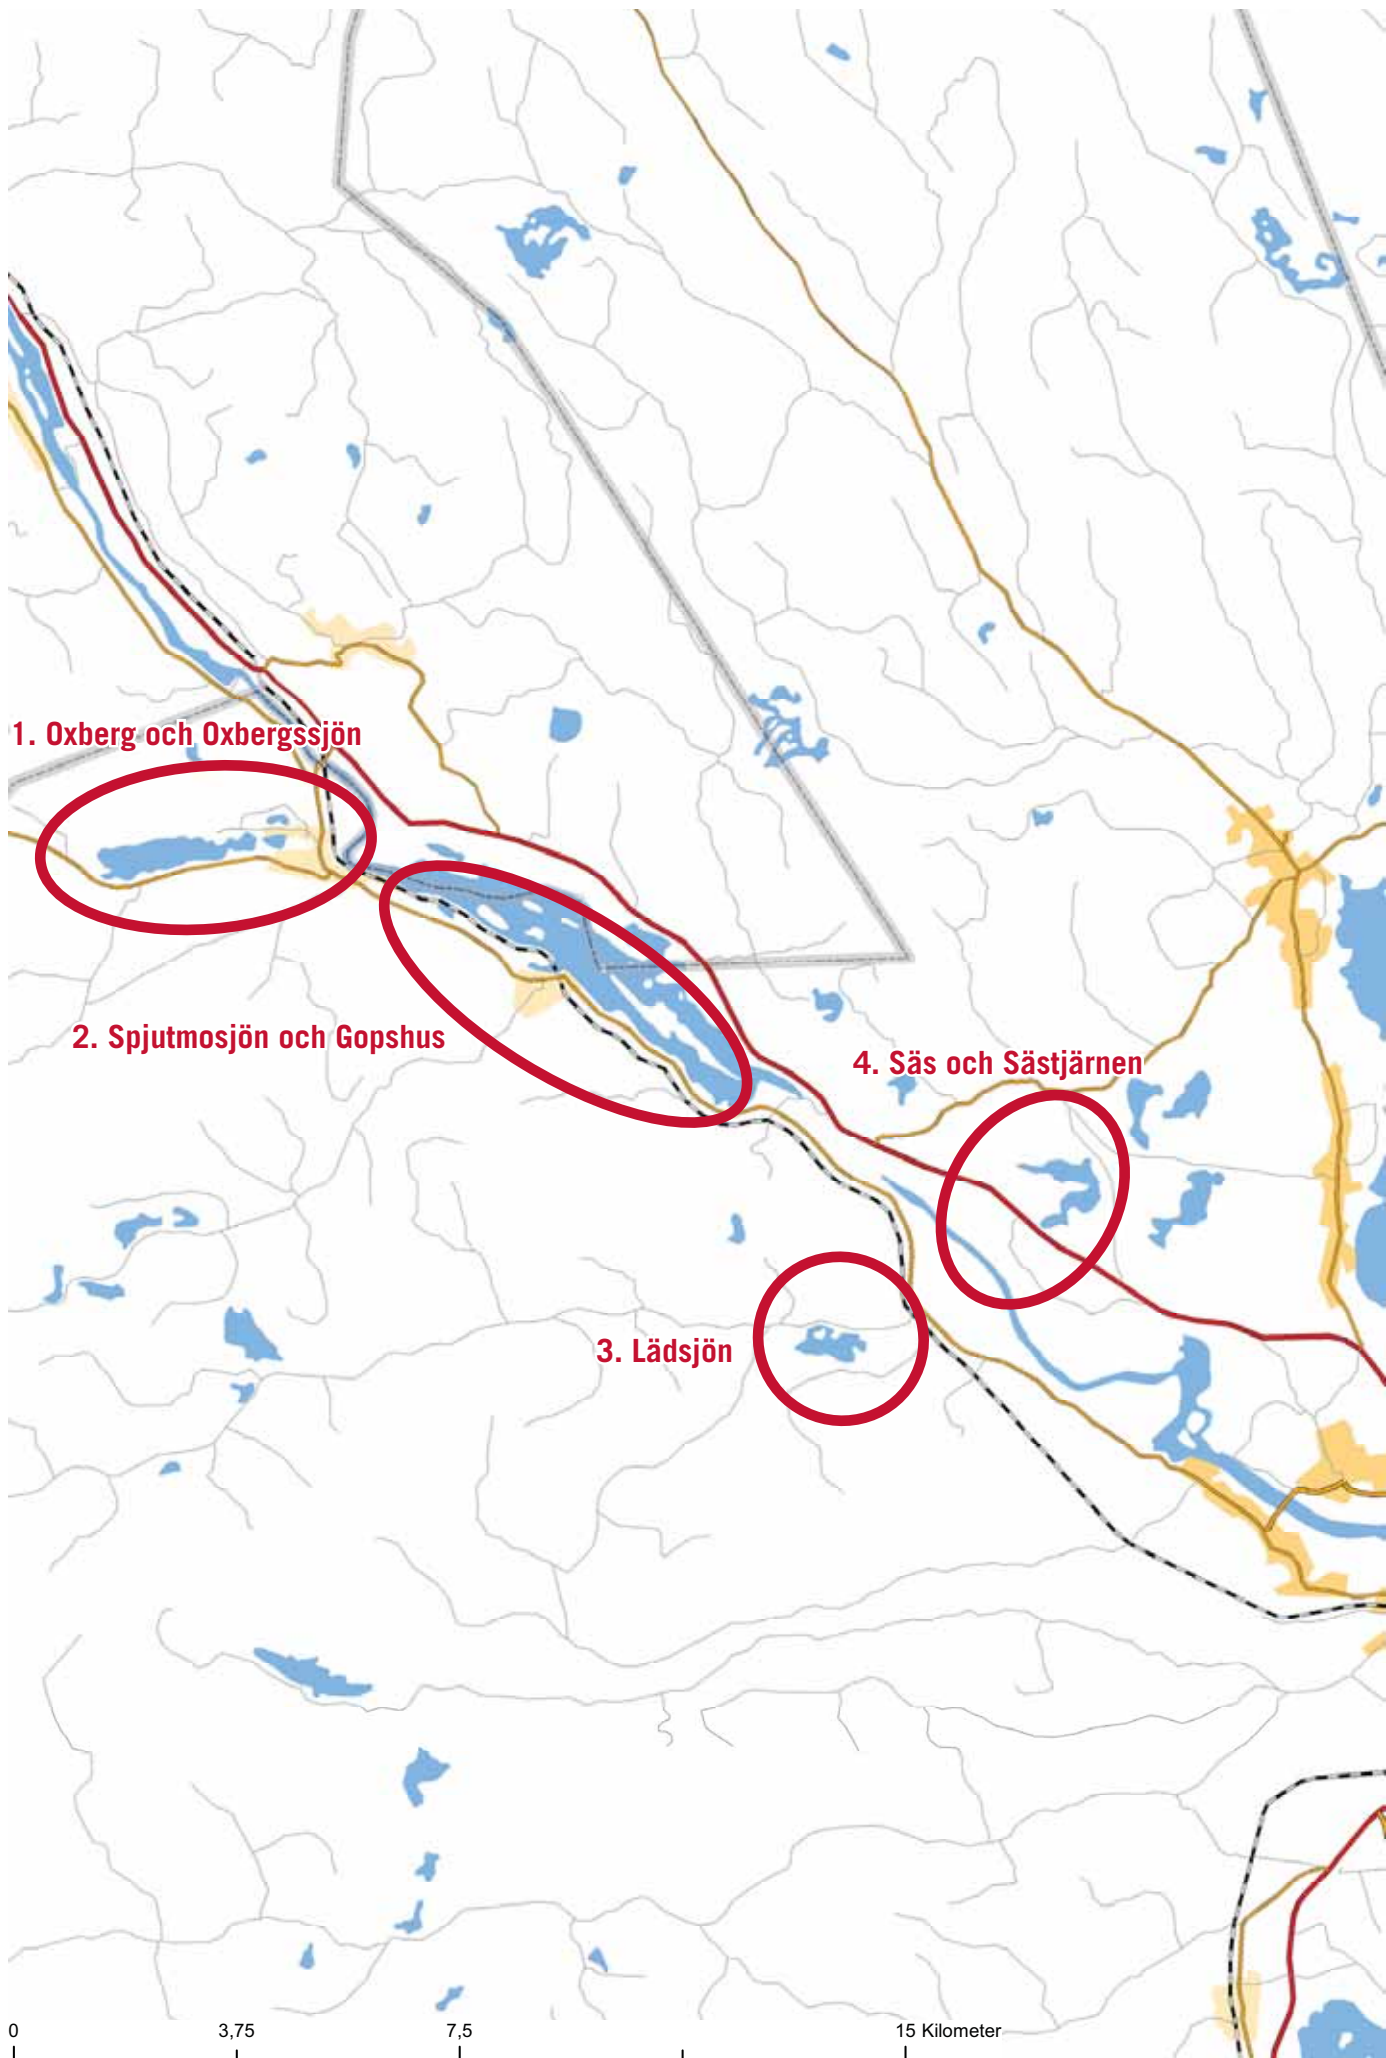 1. Oxberg och Oxbergssjön
2. Spjutmosjön och Gopshus
4. Säs och Sästjärnen
3. Lädsjön
0 3,75 7,5 15 Kilometer